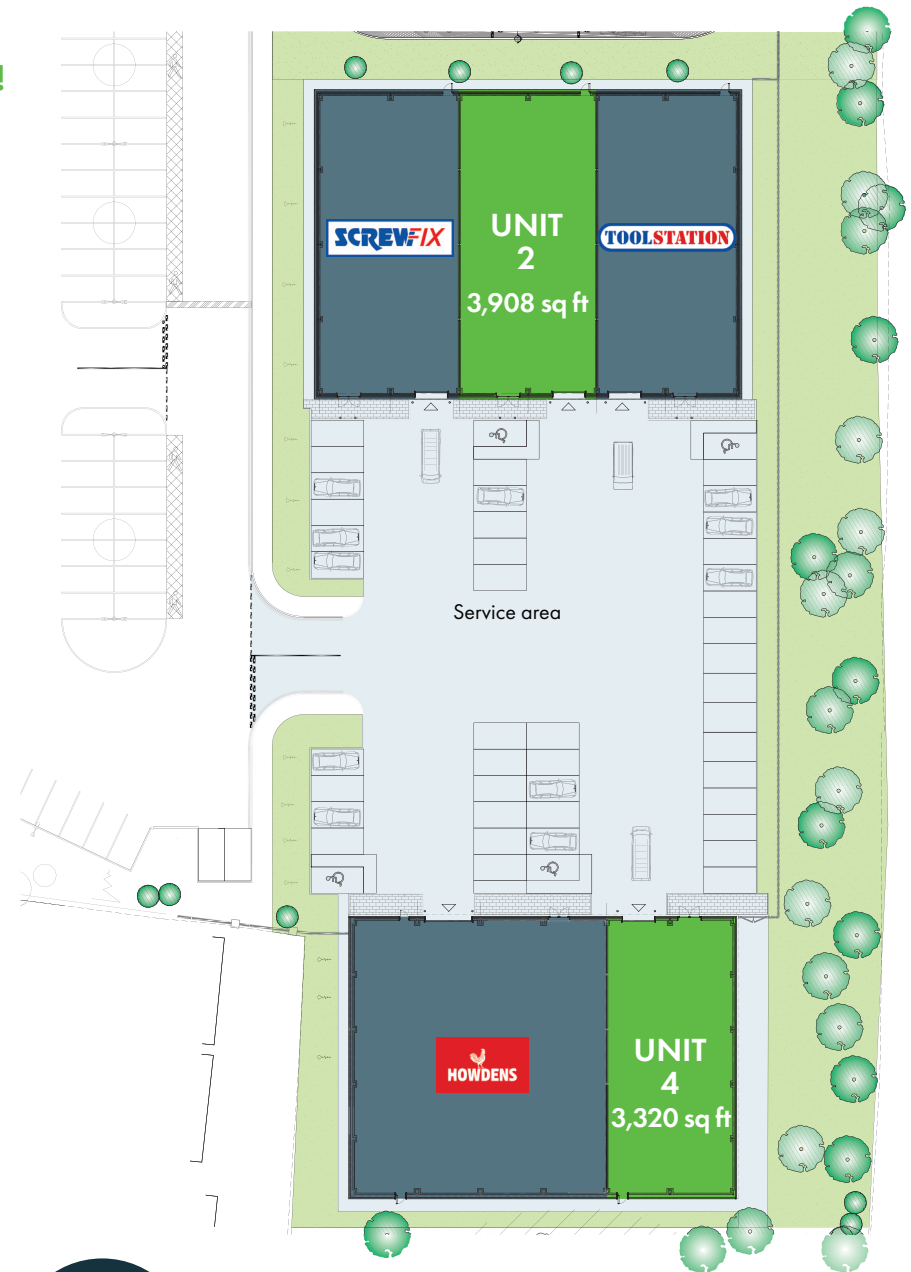 !
SCREWFIX
UNIT
2
3,908 sq ft
TOOLSTATION
Service area
HOWDENS
UNIT
4
3,320 sq ft